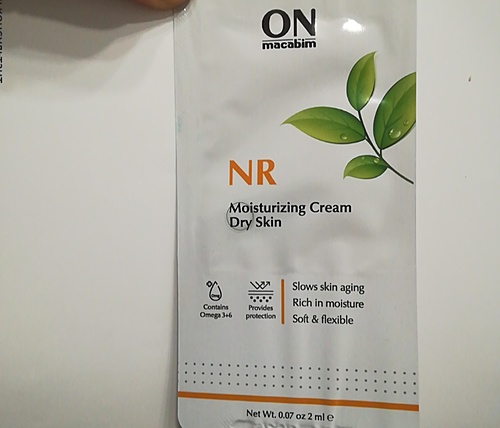 ON
macabim
NR
Moisturizing Cream
Dry Skin
Contains
Omega 3+6
Provides
protection
Slows skin aging
Rich in moisture
Soft & flexible
Net Wt. 0.07 oz 2 ml ℮